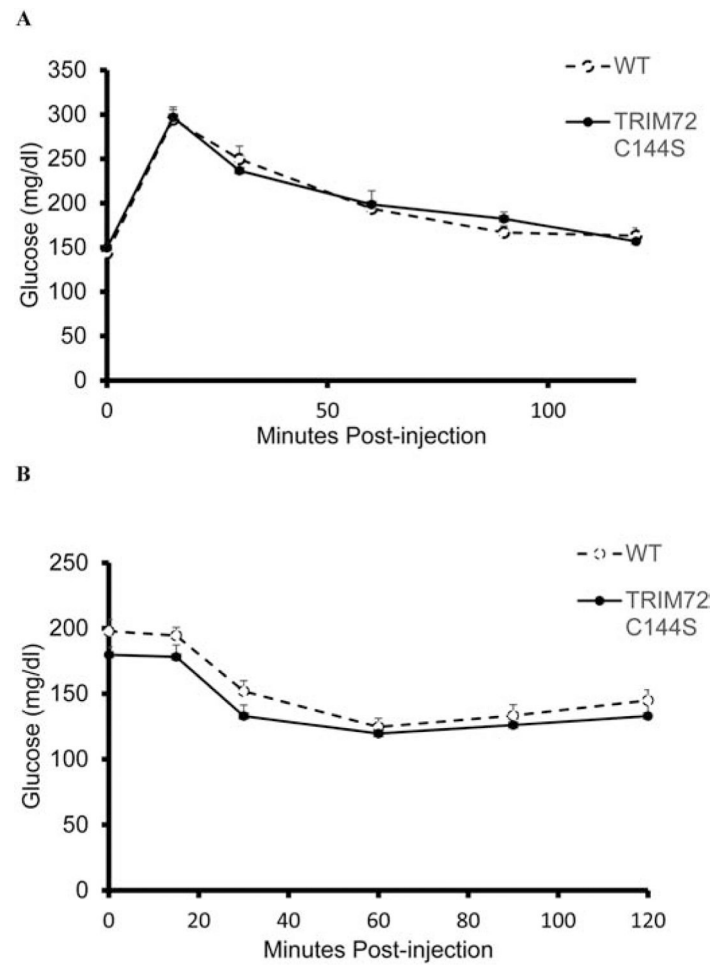 A
350
300
250
200
150
100
50
0
Glucose (mg/dl)
0 50 100
Minutes Post-injection
WT
TRIM72
C144S
B
250
200
150
100
50
0
Glucose (mg/dl)
0 20 40 60 80 100 120
Minutes Post-injection
WT
TRIM72
C144S